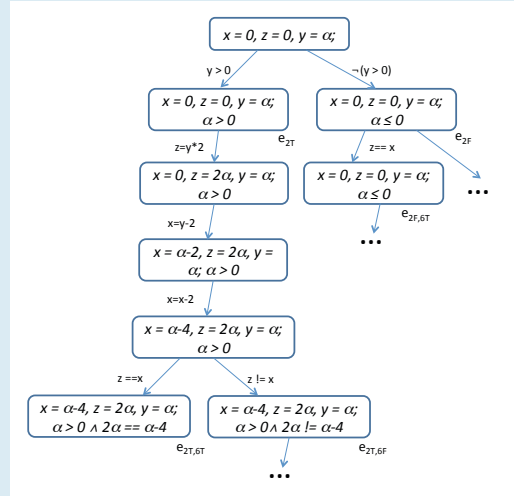 x = 0, z = 0, y = α;
y > 0
¬(y > 0)
x = 0, z = 0, y = α;
α > 0
x = 0, z = 0, y = α;
α ≤ 0
e2T
e2F
z=y*2
z== x
x = 0, z = 2α, y = α;
α > 0
x = 0, z = 0, y = α;
α ≤ 0
...
e2F,6T
x=y-2
...
x = α-2, z = 2α, y =
α; α > 0
x=x-2
x = α-4, z = 2α, y = α;
α > 0
z ==x
z != x
x = α-4, z = 2α, y = α;
α > 0 ∧ 2α == α-4
x = α-4, z = 2α, y = α;
α > 0∧ 2α != α-4
e2T,6T
e2T,6F
...